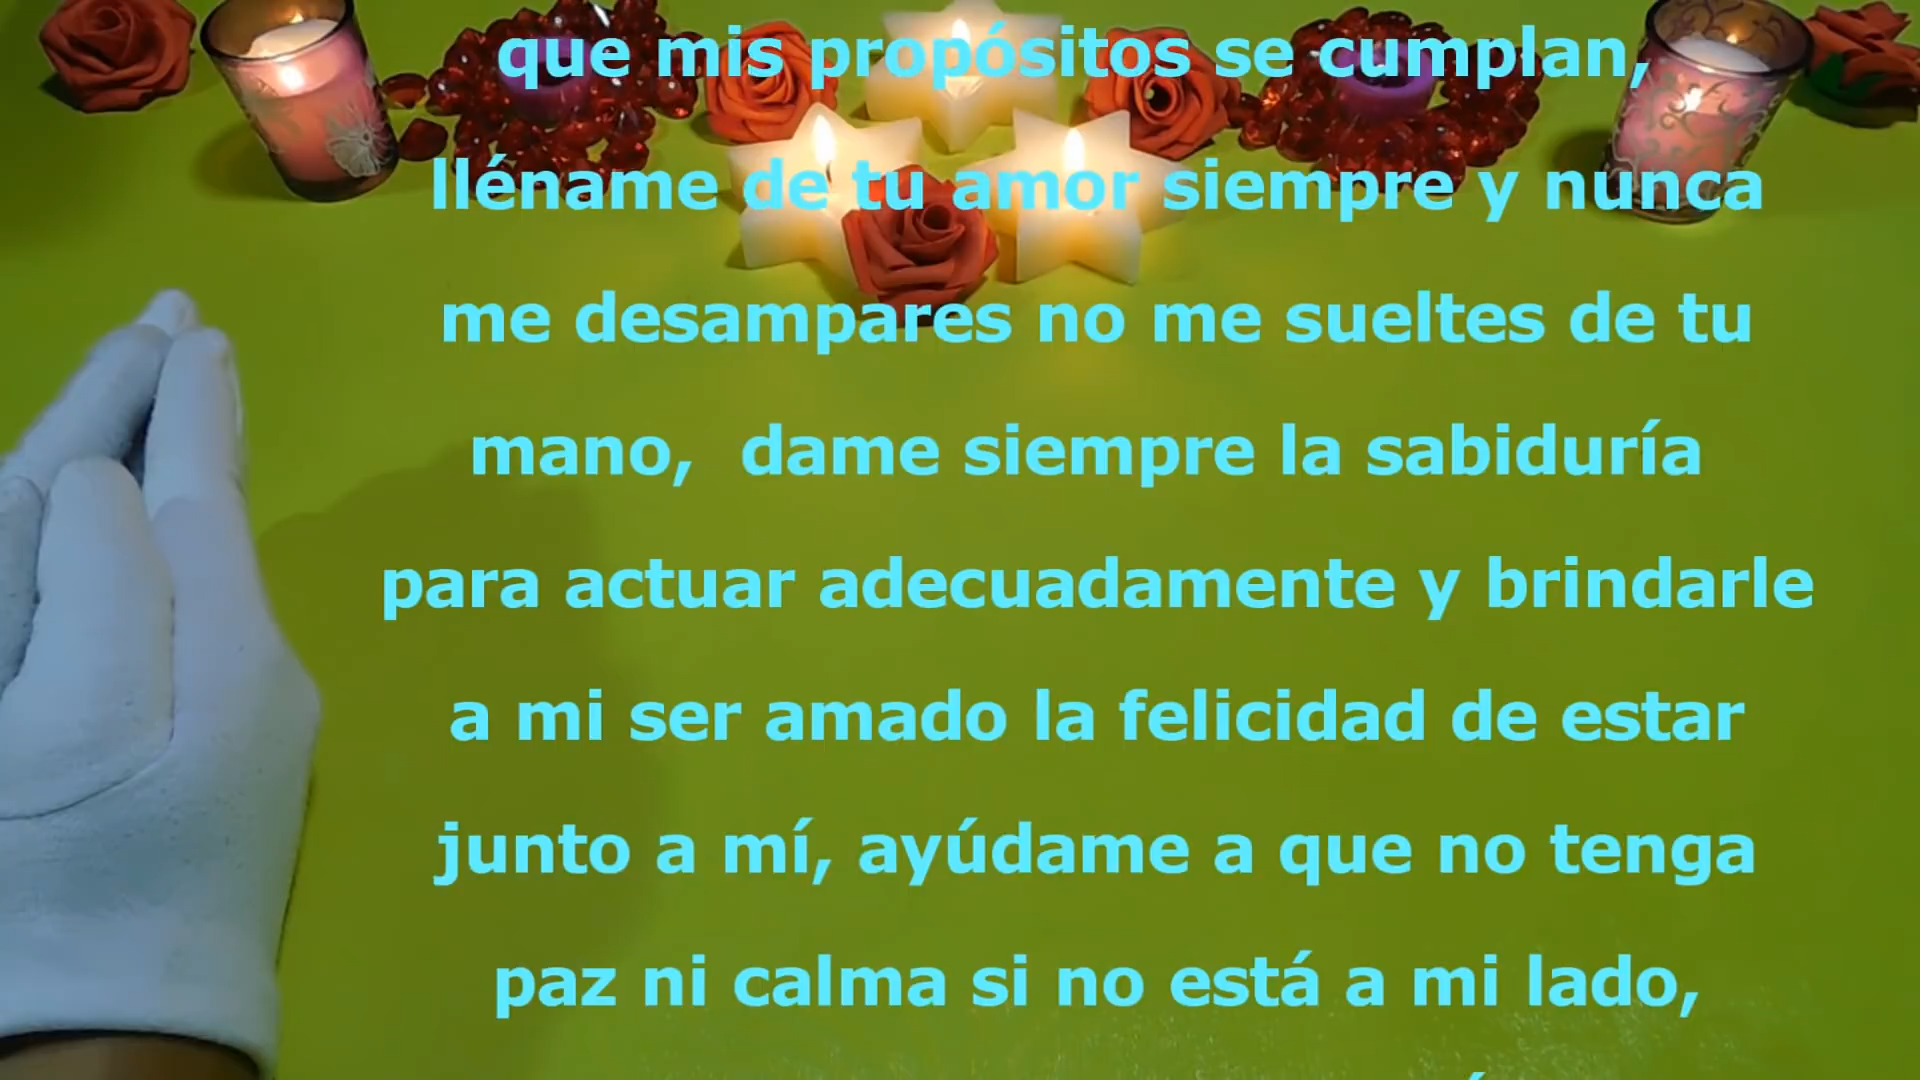 que mis propósitos se cumplan,
lléname de tu amor siempre y nunca
me desampares no me sueltes de tu
mano, dame siempre la sabiduría
para actuar adecuadamente y brindarle
a mi ser amado la felicidad de estar
junto a mí, ayúdame a que no tenga
paz ni calma si no está a mi lado,